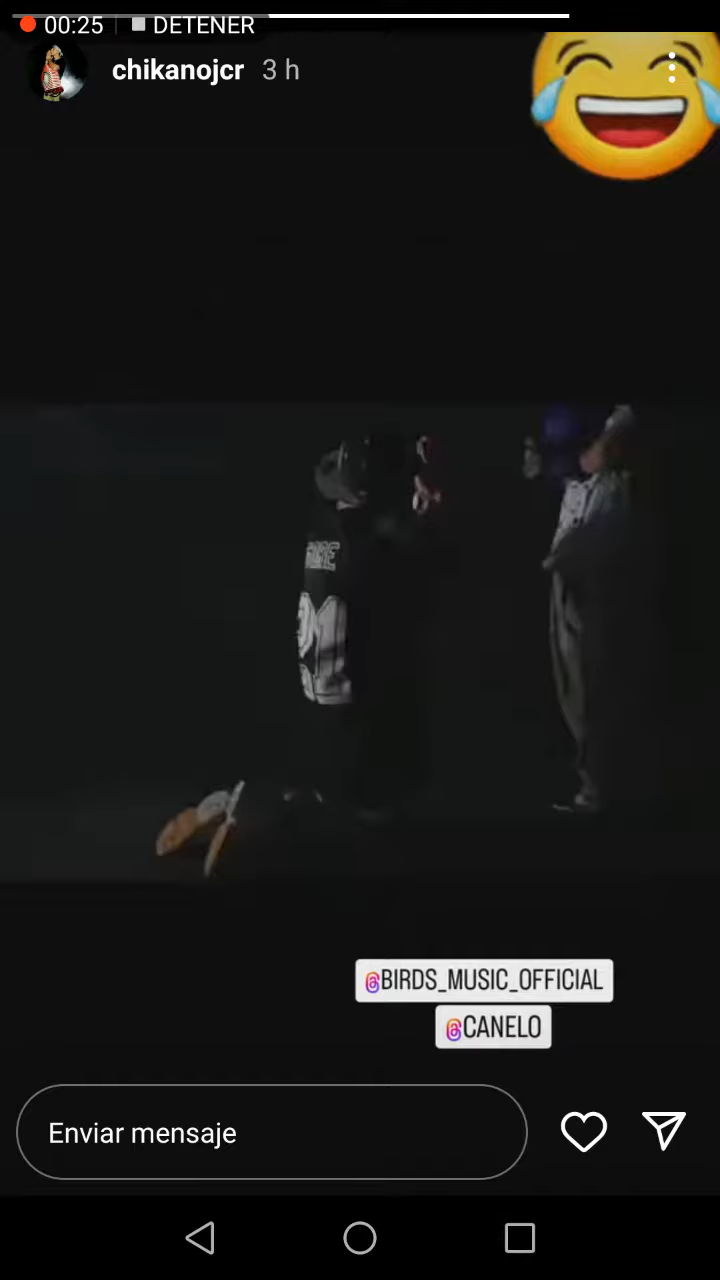 00:25 DETENER
chikanojcr 3 h
@BIRDS_MUSIC_OFFICIAL
@CANELO
Enviar mensaje